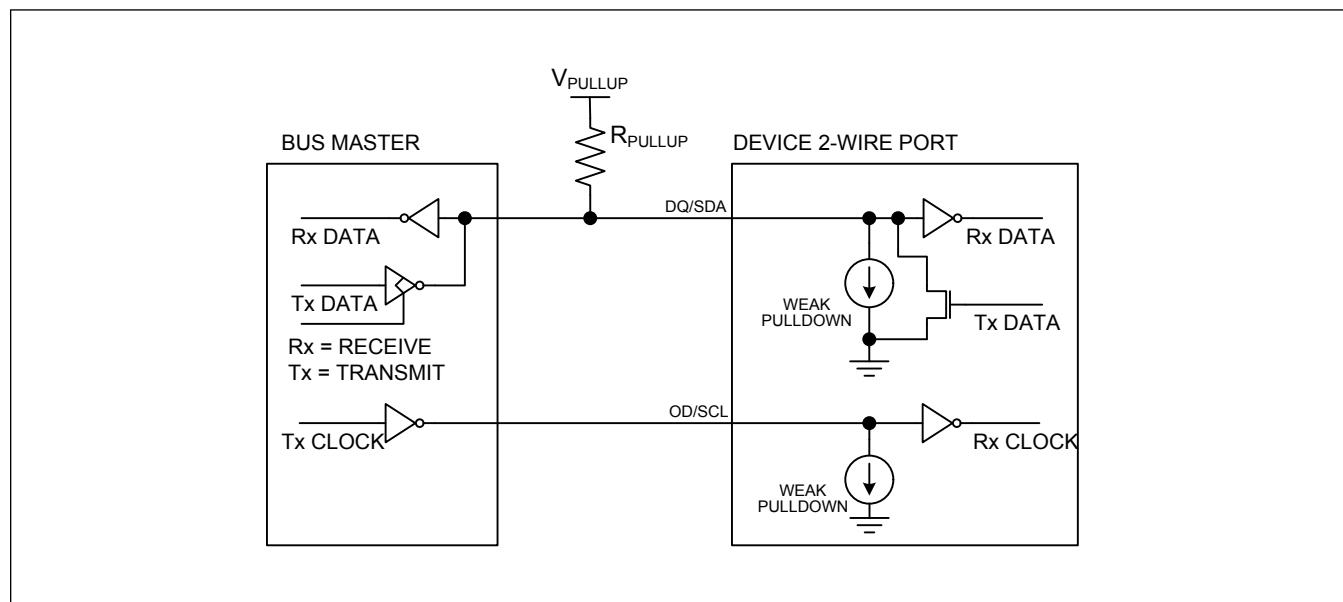 VPULLUP
RPULLUP
BUS MASTER
DEVICE 2-WIRE PORT
DQ/SDA
Rx DATA
Rx DATA
Tx DATA
WEAK
PULLDOWN
Tx DATA
Rx = RECEIVE
Tx = TRANSMIT
OD/SCL
Tx CLOCK
Rx CLOCK
WEAK
PULLDOWN